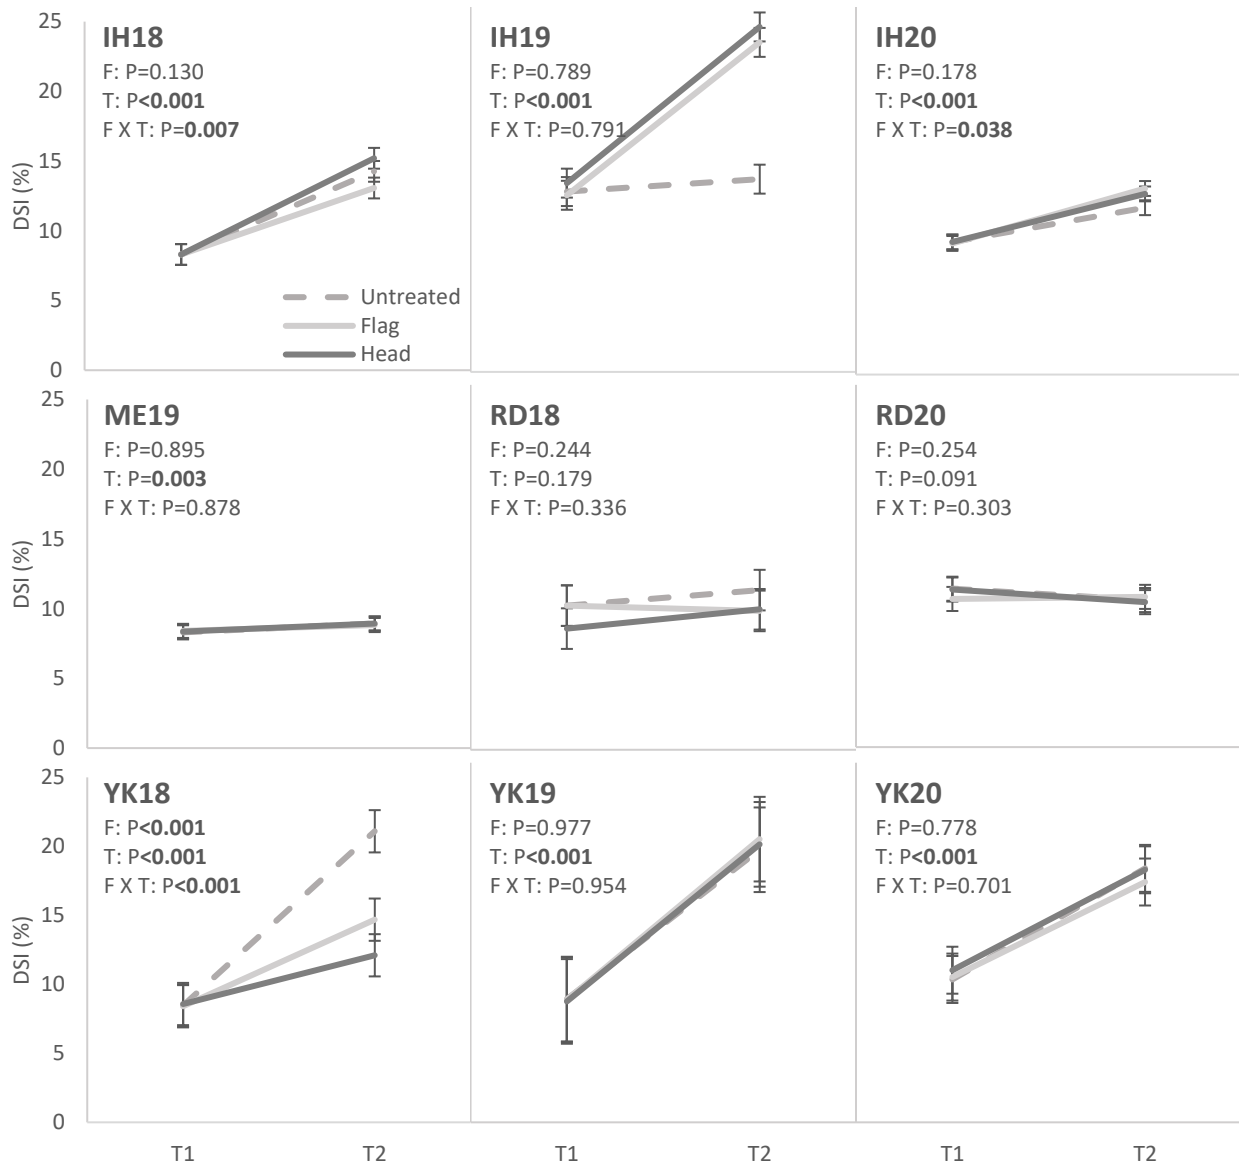 25
20
15
10
5
0
DSI (%)
IH18
F: P=0.130
T: P<0.001
F X T: P=0.007
Untreated
Flag
Head
IH19
F: P=0.789
T: P<0.001
F X T: P=0.791
IH20
F: P=0.178
T: P<0.001
F X T: P=0.038
25
20
15
10
5
0
DSI (%)
ME19
F: P=0.895
T: P=0.003
F X T: P=0.878
RD18
F: P=0.244
T: P=0.179
F X T: P=0.336
RD20
F: P=0.254
T: P=0.091
F X T: P=0.303
25
20
15
10
5
0
DSI (%)
YK18
F: P<0.001
T: P<0.001
F X T: P<0.001
YK19
F: P=0.977
T: P<0.001
F X T: P=0.954
YK20
F: P=0.778
T: P<0.001
F X T: P=0.701
T1 T2 T1 T2 T1 T2